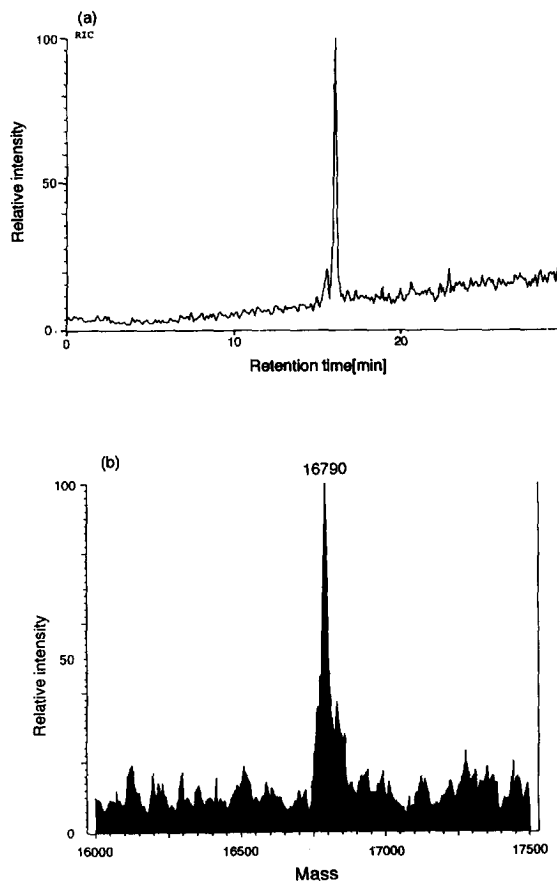 (a)
RIC
100
50
0
Relative intensity
0 10 20
Retention time[min]
(b)
16790
100
50
0
Relative intensity
16000 16500 17000 17500
Mass